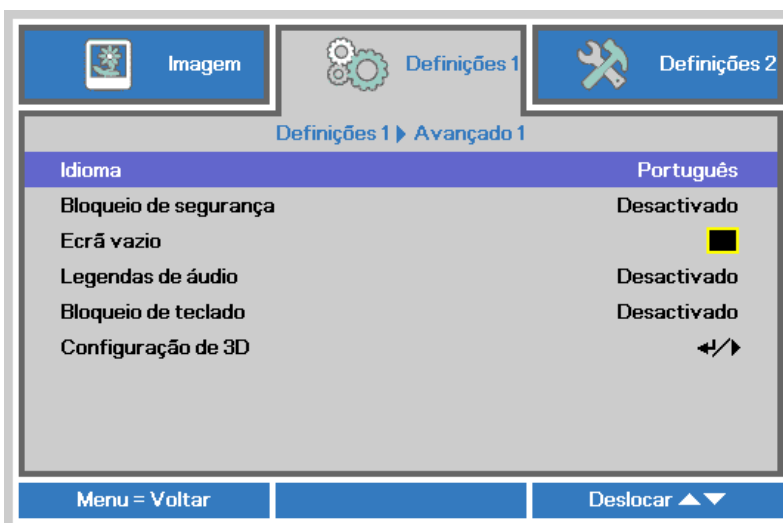 Imagem Definições 1 Definições 2
Definições 1 Avançado 1
Idioma Português
Bloqueio de segurança Desactivado
Ecrã vazio
Legendas de áudio Desactivado
Bloqueio de teclado Desactivado
Configuração de 3D
Menu = Voltar Deslocar